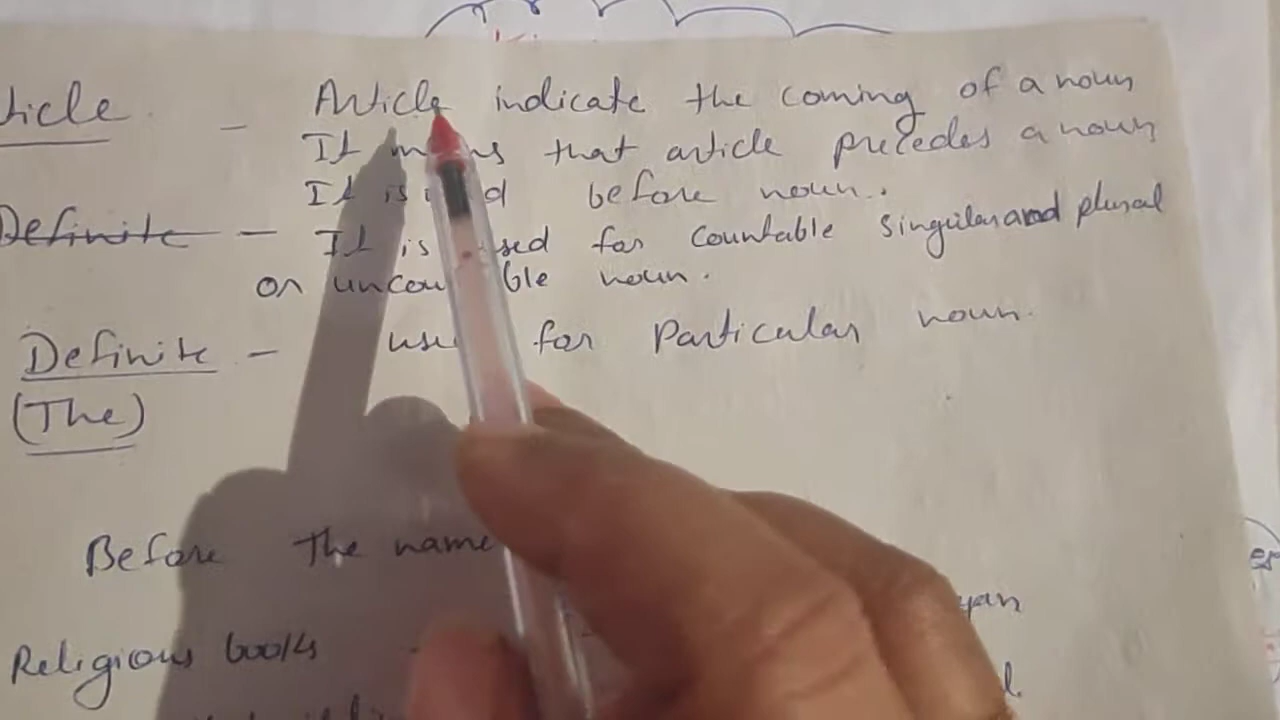 ticle - Article indicate the coming of a noun
It means that article precedes a noun
It is used before noun.
Definite - It is used for countable singular and plural
or uncountable noun.
Definite - use for Particular noun.
(The)
Before the name
Religious books